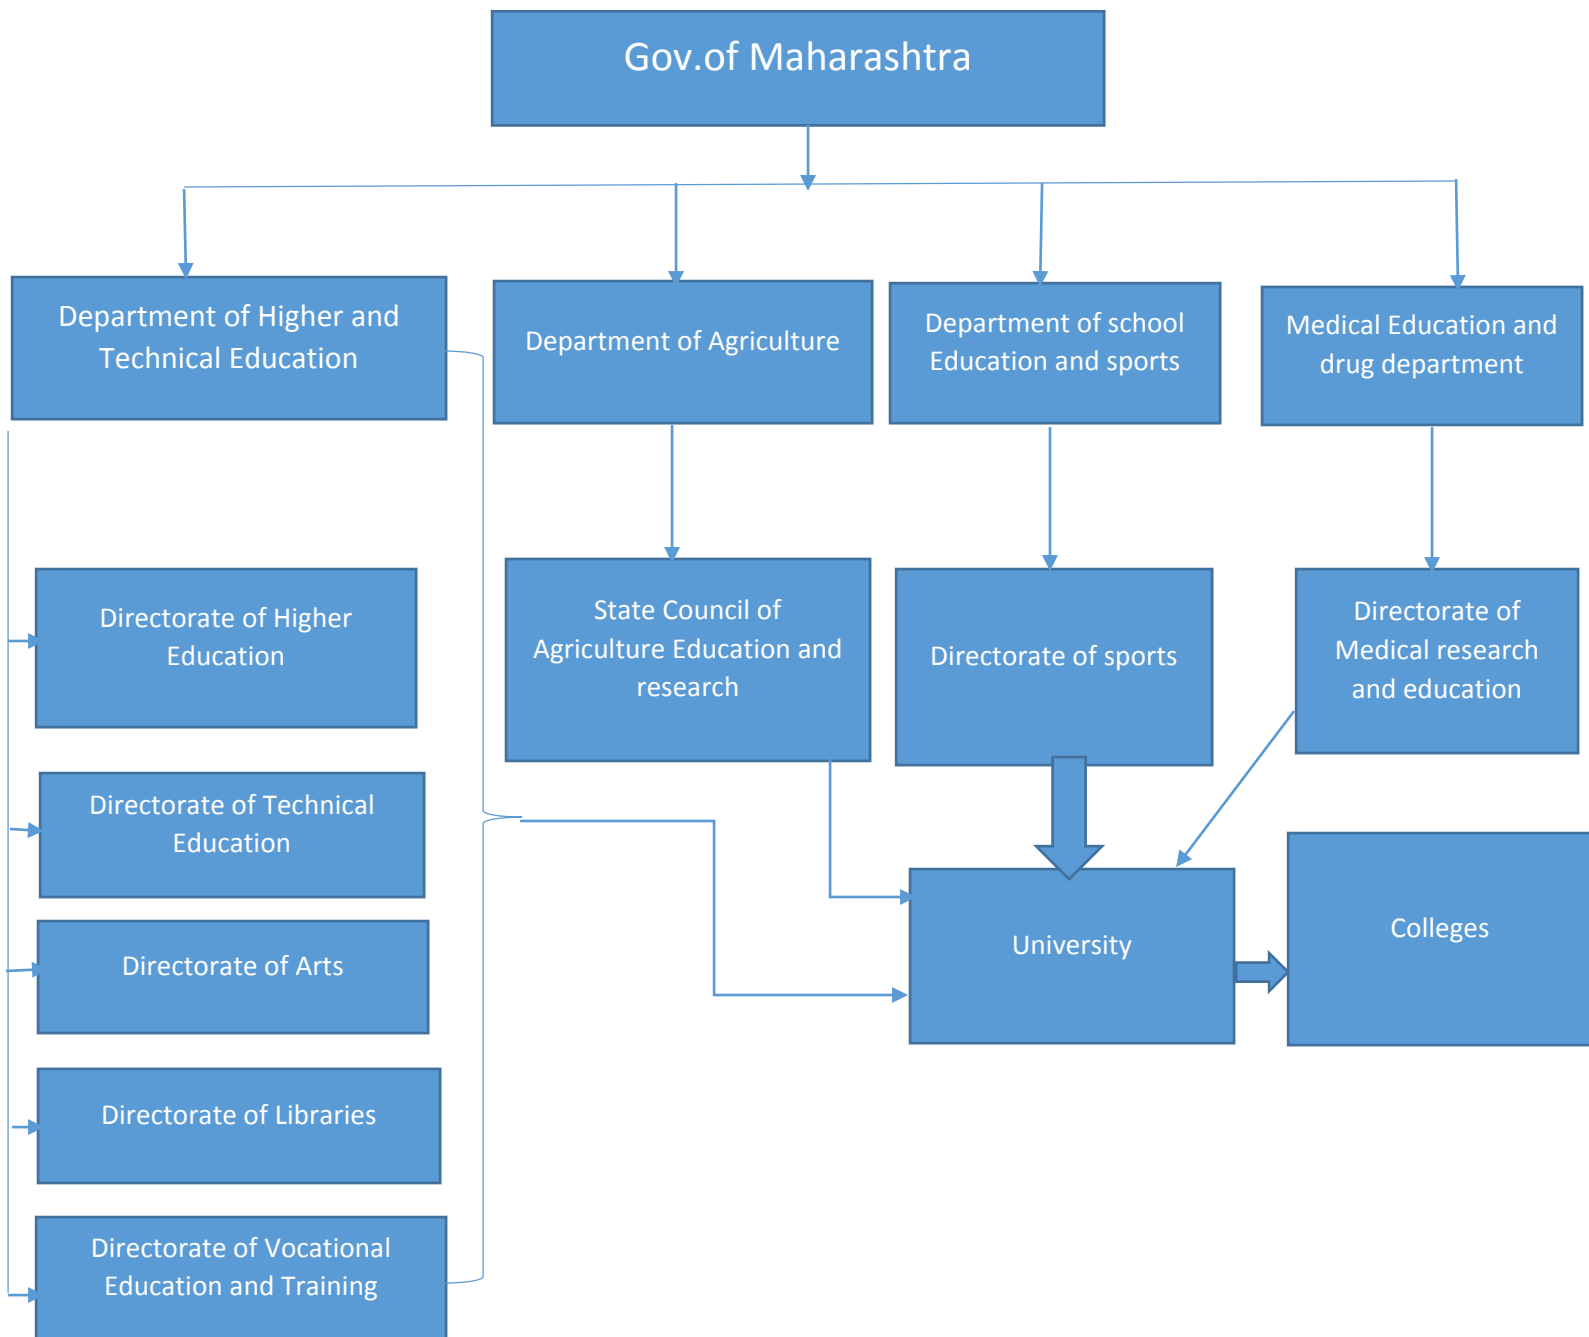 Gov.of Maharashtra
Department of Higher and
Technical Education
Department of Agriculture
Department of school
Education and sports
Medical Education and
drug department
Directorate of Higher
Education
State Council of
Agriculture Education and
research
Directorate of sports
Directorate of
Medical research
and education
Directorate of Technical
Education
Directorate of Arts
University
Colleges
Directorate of Libraries
Directorate of Vocational
Education and Training